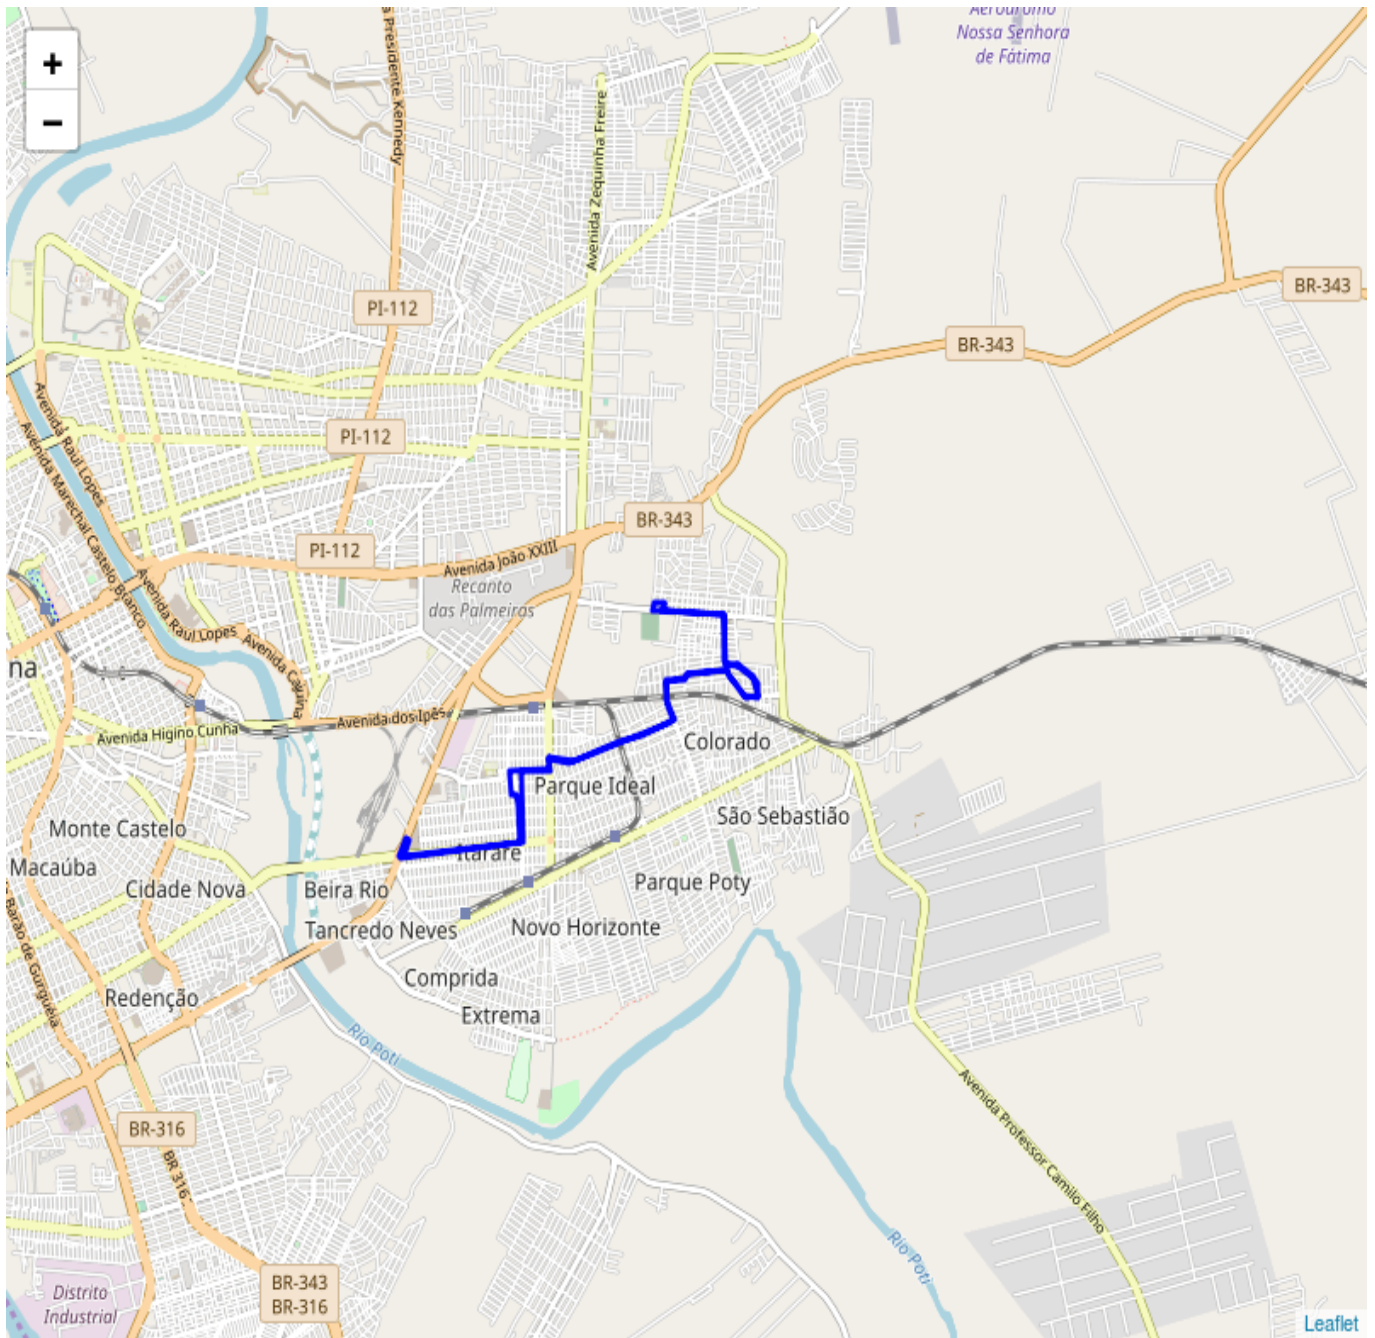 +
−
a Presidente Kennedy
Aeródromo
Nossa Senhora
de Fátima
Avenida Zequinha Freire
PI-112
BR-343
BR-343
PI-112
Avenida Raul Lopes
Avenida Marechal Castelo Branco
BR-343
PI-112
Avenida João XXIII
Recanto
das Palmeiras
Avenida Raul Lopes
Avenida Cajuína
na
Avenida dos Ipês
Avenida Higino Cunha
Colorado
Parque Ideal
São Sebastião
Monte Castelo
Itararé
Macaúba
Cidade Nova
Beira Rio
Parque Poty
Tancredo Neves
Novo Horizonte
Barão de Gurguéia
Comprida
Redenção
Extrema
Rio Poti
Avenida Professor Camilo Filho
BR-316
BR 316
Rio Poti
BR-343
BR-316
Distrito
Industrial
Leaflet